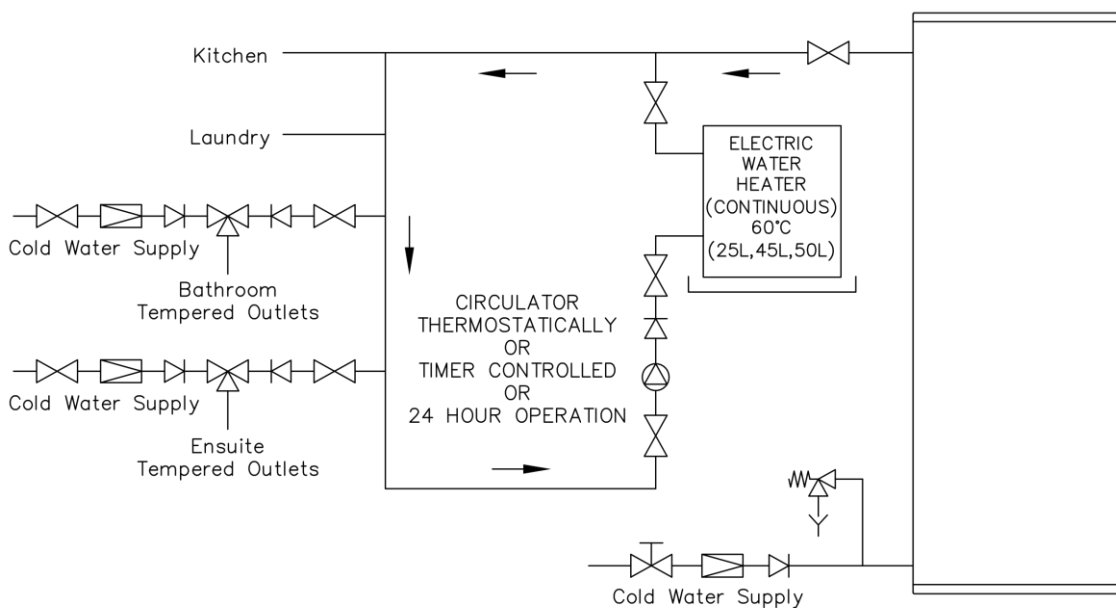 Kitchen
Laundry
Cold Water Supply
Bathroom
Tempered Outlets
Cold Water Supply
Ensuite
Tempered Outlets
CIRCULATOR
THERMOSTATICALLY
OR
TIMER CONTROLLED
OR
24 HOUR OPERATION
ELECTRIC
WATER
HEATER
(CONTINUOUS)
60°C
(25L,45L,50L)
Cold Water Supply